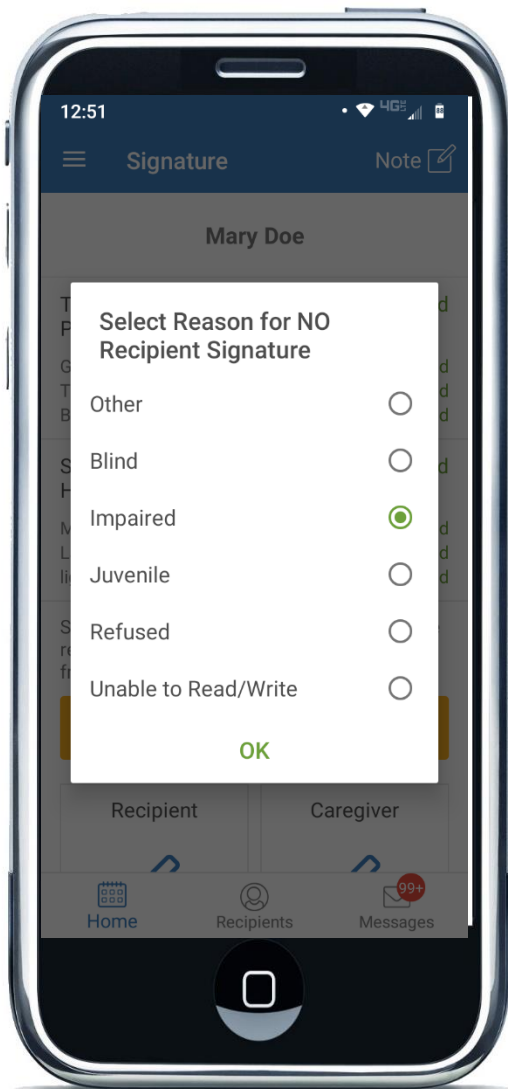 12:51
4G
Signature
Note
Mary Doe
Select Reason for NO
Recipient Signature
Other
Blind
Impaired
Juvenile
Refused
Unable to Read/Write
OK
Recipient
Caregiver
99+
Home
Recipients
Messages